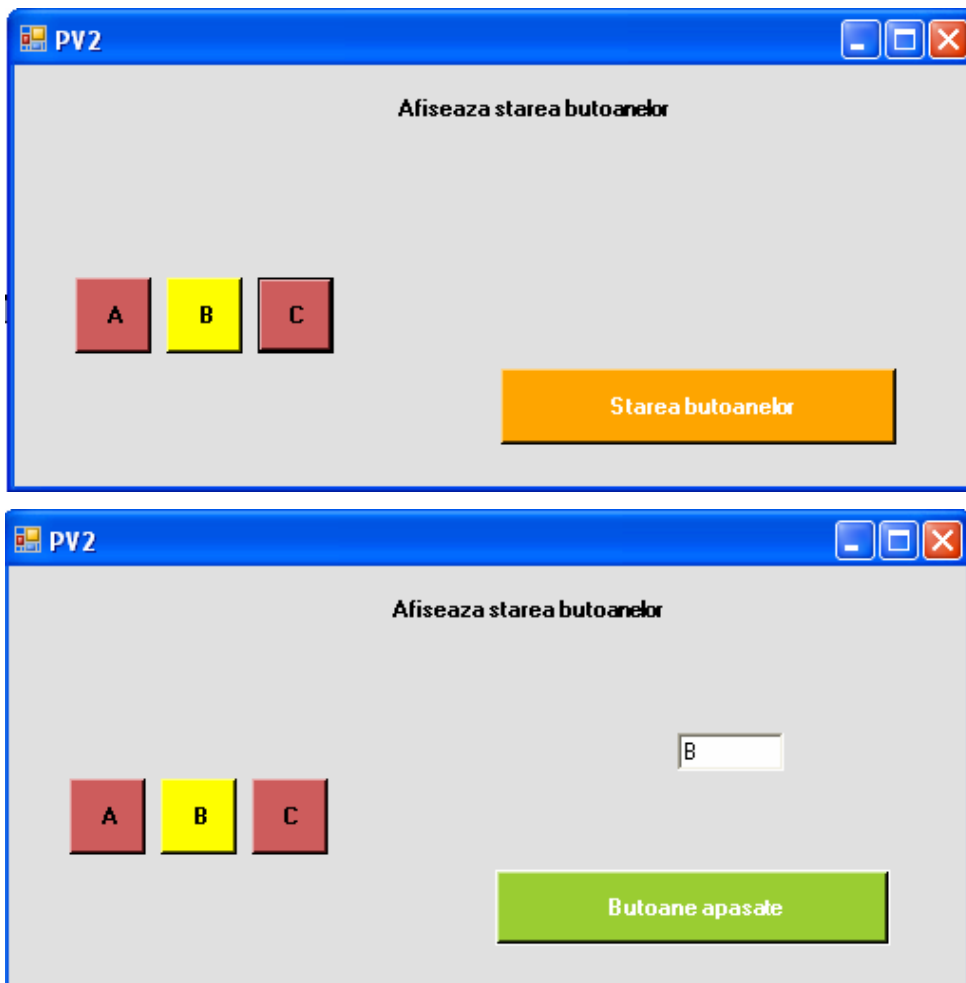 PV2
Afiseaza starea butoanelor
A B C
Starea butoanelor
PV2
Afiseaza starea butoanelor
B
A B C
Butoane apasate